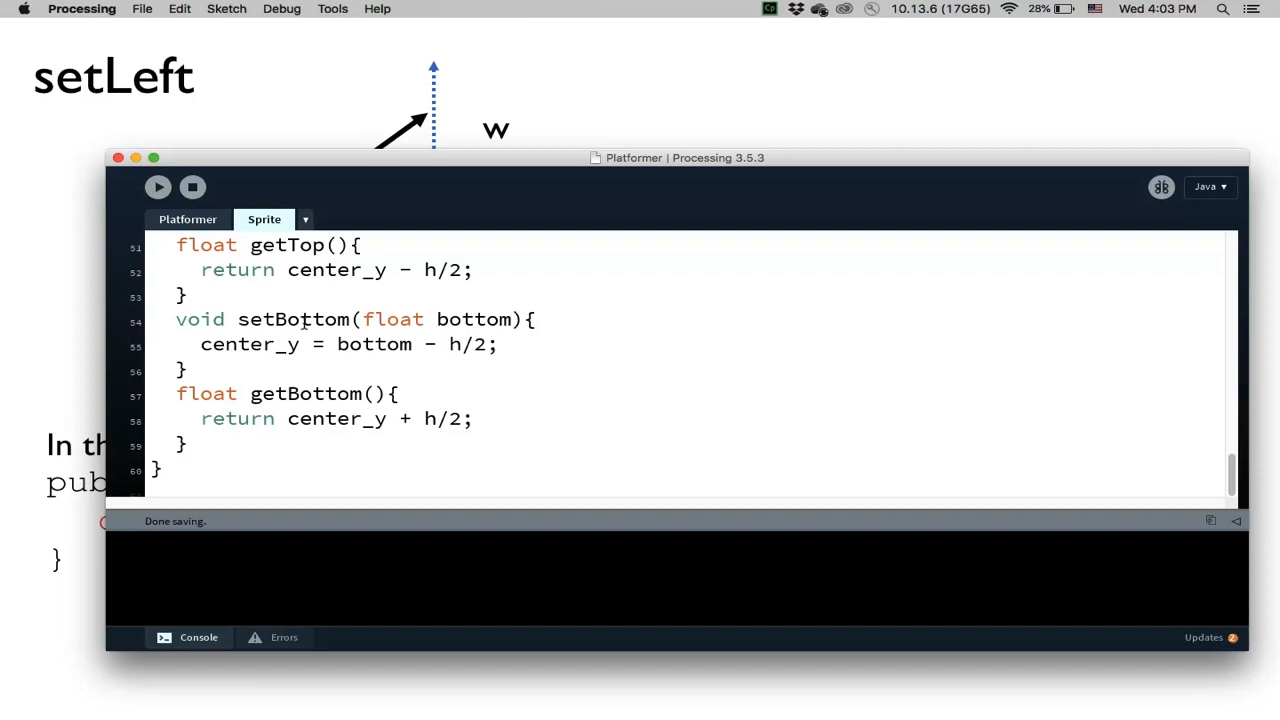 Processing File Edit Sketch Debug Tools Help 10.13.6 (17G65) 28% Wed 4:03 PM
setLeft
w
Platformer | Processing 3.5.3
Java ▼
Platformer Sprite ▼
51 float getTop(){
52 return center_y - h/2;
53 }
54 void setBottom(float bottom){
55 center_y = bottom - h/2;
56 }
57 float getBottom(){
58 return center_y + h/2;
59 }
60 }
In th
pub
}
Done saving.
Console Errors Updates 2